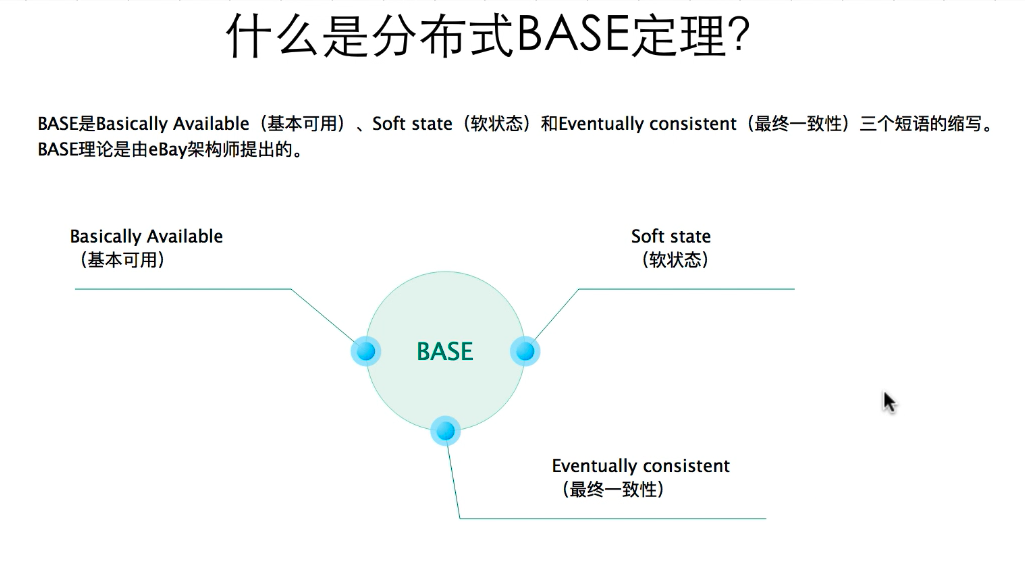 什么是分布式BASE定理?
BASE是Basically Available（基本可用）、Soft state（软状态）和Eventually consistent（最终一致性）三个短语的缩写。
BASE理论是由eBay架构师提出的。
Basically Available
（基本可用）
Soft state
（软状态）
BASE
Eventually consistent
（最终一致性）